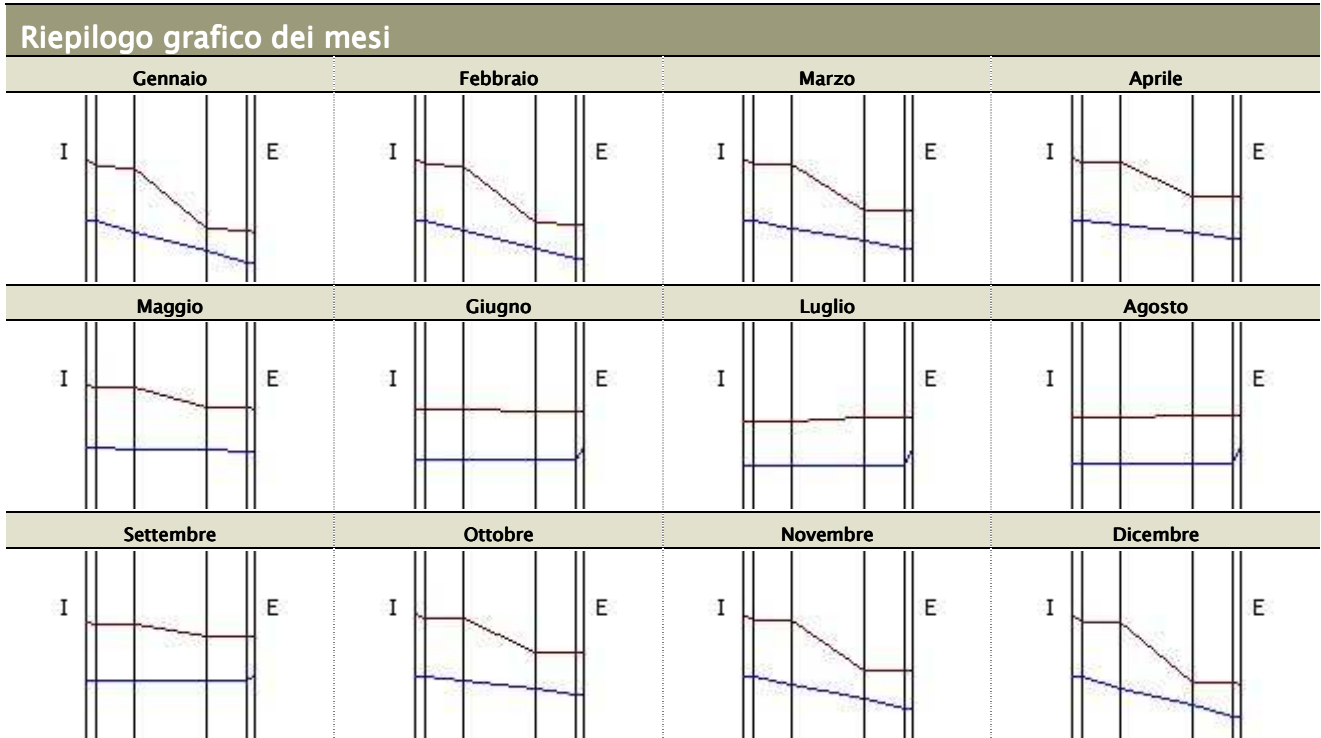 Riepilogo grafico dei mesi
Gennaio Febbraio Marzo Aprile
I E I E I E I E
Maggio Giugno Luglio Agosto
I E I E I E I E
Settembre Ottobre Novembre Dicembre
I E I E I E I E